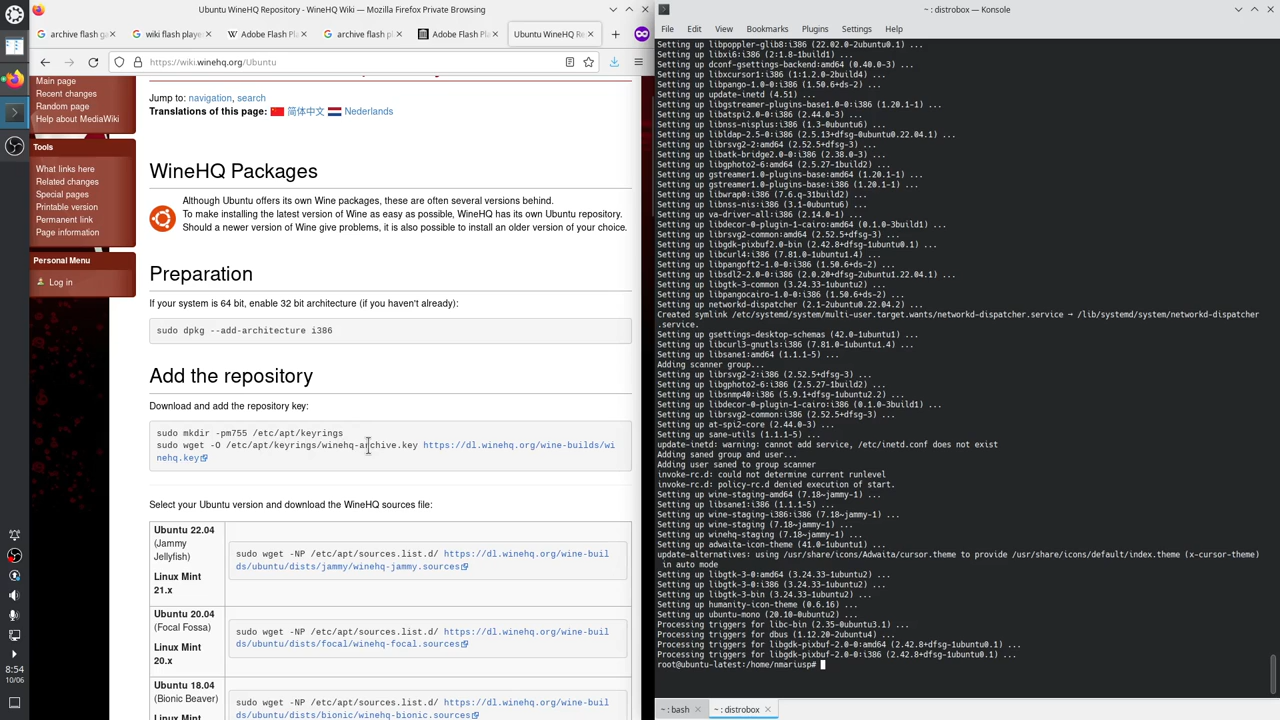 Ubuntu WineHQ Repository - WineHQ Wiki — Mozilla Firefox Private Browsing
archive flash ga
wiki flash playe
Adobe Flash Pl
archive flash pl
Adobe Flash Pla
Ubuntu WineHQ Re
https://wiki.winehq.org/Ubuntu
Main page
Recent changes
Random page
Help about MediaWiki
Tools
What links here
Related changes
Special pages
Printable version
Permanent link
Page information
Personal Menu
Log in
Jump to: navigation, search
Translations of this page: 简体中文 Nederlands
WineHQ Packages
Although Ubuntu offers its own Wine packages, these are often several versions behind.
To make installing the latest version of Wine as easy as possible, WineHQ has its own Ubuntu repository.
Should a newer version of Wine give problems, it is also possible to install an older version of your choice.
Preparation
If your system is 64 bit, enable 32 bit architecture (if you haven't already):
sudo dpkg --add-architecture i386
Add the repository
Download and add the repository key:
sudo mkdir -pm755 /etc/apt/keyrings
sudo wget -O /etc/apt/keyrings/winehq-archive.key https://dl.winehq.org/wine-builds/wi
nehq.key
Select your Ubuntu version and download the WineHQ sources file:
Ubuntu 22.04
(Jammy
Jellyfish)
Linux Mint
21.x
sudo wget -NP /etc/apt/sources.list.d/ https://dl.winehq.org/wine-buil
ds/ubuntu/dists/jammy/winehq-jammy.sources
Ubuntu 20.04
(Focal Fossa)
Linux Mint
20.x
sudo wget -NP /etc/apt/sources.list.d/ https://dl.winehq.org/wine-buil
ds/ubuntu/dists/focal/winehq-focal.sources
Ubuntu 18.04
(Bionic Beaver)
Linux Mint
sudo wget -NP /etc/apt/sources.list.d/ https://dl.winehq.org/wine-buil
ds/ubuntu/dists/bionic/winehq-bionic.sources
8:54
10/06
~ : distrobox — Konsole
File Edit View Bookmarks Plugins Settings Help
Setting up libpoppler-glib8:i386 (22.02.0-2ubuntu0.1) ...
Setting up libxi6:i386 (2:1.8-1build1) ...
Setting up dconf-gsettings-backend:amd64 (0.40.0-3) ...
Setting up libxcursor1:i386 (1:1.2.0-2build4) ...
Setting up libpango-1.0-0:i386 (1.50.6+ds-2) ...
Setting up update-inetd (4.51) ...
Setting up libgstreamer-plugins-base1.0-0:i386 (1.20.1-1) ...
Setting up libatspi2.0-0:i386 (2.44.0-3) ...
Setting up libnss-nisplus:i386 (1.3-0ubuntu6) ...
Setting up libldap-2.5-0:i386 (2.5.13+dfsg-0ubuntu0.22.04.1) ...
Setting up librsvg2-2:amd64 (2.52.5+dfsg-3) ...
Setting up libatk-bridge2.0-0:i386 (2.38.0-3) ...
Setting up libgphoto2-6:amd64 (2.5.27-1build2) ...
Setting up gstreamer1.0-plugins-base:amd64 (1.20.1-1) ...
Setting up gstreamer1.0-plugins-base:i386 (1.20.1-1) ...
Setting up libwrap0:i386 (7.6.q-31build2) ...
Setting up libnss-nis:i386 (3.1-0ubuntu6) ...
Setting up va-driver-all:i386 (2.14.0-1) ...
Setting up libdecor-0-plugin-1-cairo:amd64 (0.1.0-3build1) ...
Setting up librsvg2-common:amd64 (2.52.5+dfsg-3) ...
Setting up libgdk-pixbuf2.0-bin (2.42.8+dfsg-1ubuntu0.1) ...
Setting up libcurl4:i386 (7.81.0-1ubuntu1.4) ...
Setting up libpangoft2-1.0-0:i386 (1.50.6+ds-2) ...
Setting up libsdl2-2.0-0:i386 (2.0.20+dfsg-2ubuntu1.22.04.1) ...
Setting up libgtk-3-common (3.24.33-1ubuntu2) ...
Setting up libpangocairo-1.0-0:i386 (1.50.6+ds-2) ...
Setting up networkd-dispatcher (2.1-2ubuntu0.22.04.2) ...
Created symlink /etc/systemd/system/multi-user.target.wants/networkd-dispatcher.service → /lib/systemd/system/networkd-dispatcher
.service.
Setting up gsettings-desktop-schemas (42.0-1ubuntu1) ...
Setting up libcurl3-gnutls:i386 (7.81.0-1ubuntu1.4) ...
Setting up libsane1:amd64 (1.1.1-5) ...
Adding scanner group...
Setting up librsvg2-2:i386 (2.52.5+dfsg-3) ...
Setting up libgphoto2-6:i386 (2.5.27-1build2) ...
Setting up libsnmp40:i386 (5.9.1+dfsg-1ubuntu2.2) ...
Setting up libdecor-0-plugin-1-cairo:i386 (0.1.0-3build1) ...
Setting up librsvg2-common:i386 (2.52.5+dfsg-3) ...
Setting up at-spi2-core (2.44.0-3) ...
Setting up sane-utils (1.1.1-5) ...
update-inetd: warning: cannot add service, /etc/inetd.conf does not exist
Adding saned group and user...
Adding user saned to group scanner
invoke-rc.d: could not determine current runlevel
invoke-rc.d: policy-rc.d denied execution of start.
Setting up wine-staging-amd64 (7.18~jammy-1) ...
Setting up libsane1:i386 (1.1.1-5) ...
Setting up wine-staging-i386:i386 (7.18~jammy-1) ...
Setting up wine-staging (7.18~jammy-1) ...
Setting up winehq-staging (7.18~jammy-1) ...
Setting up adwaita-icon-theme (41.0-1ubuntu1) ...
update-alternatives: using /usr/share/icons/Adwaita/cursor.theme to provide /usr/share/icons/default/index.theme (x-cursor-theme)
 in auto mode
Setting up libgtk-3-0:amd64 (3.24.33-1ubuntu2) ...
Setting up libgtk-3-0:i386 (3.24.33-1ubuntu2) ...
Setting up libgtk-3-bin (3.24.33-1ubuntu2) ...
Setting up humanity-icon-theme (0.6.16) ...
Setting up ubuntu-mono (20.10-0ubuntu2) ...
Processing triggers for libc-bin (2.35-0ubuntu3.1) ...
Processing triggers for dbus (1.12.20-2ubuntu4) ...
Processing triggers for libgdk-pixbuf-2.0-0:amd64 (2.42.8+dfsg-1ubuntu0.1) ...
Processing triggers for libgdk-pixbuf-2.0-0:i386 (2.42.8+dfsg-1ubuntu0.1) ...
root@ubuntu-latest:/home/nmariusp#
~ : bash
~ : distrobox